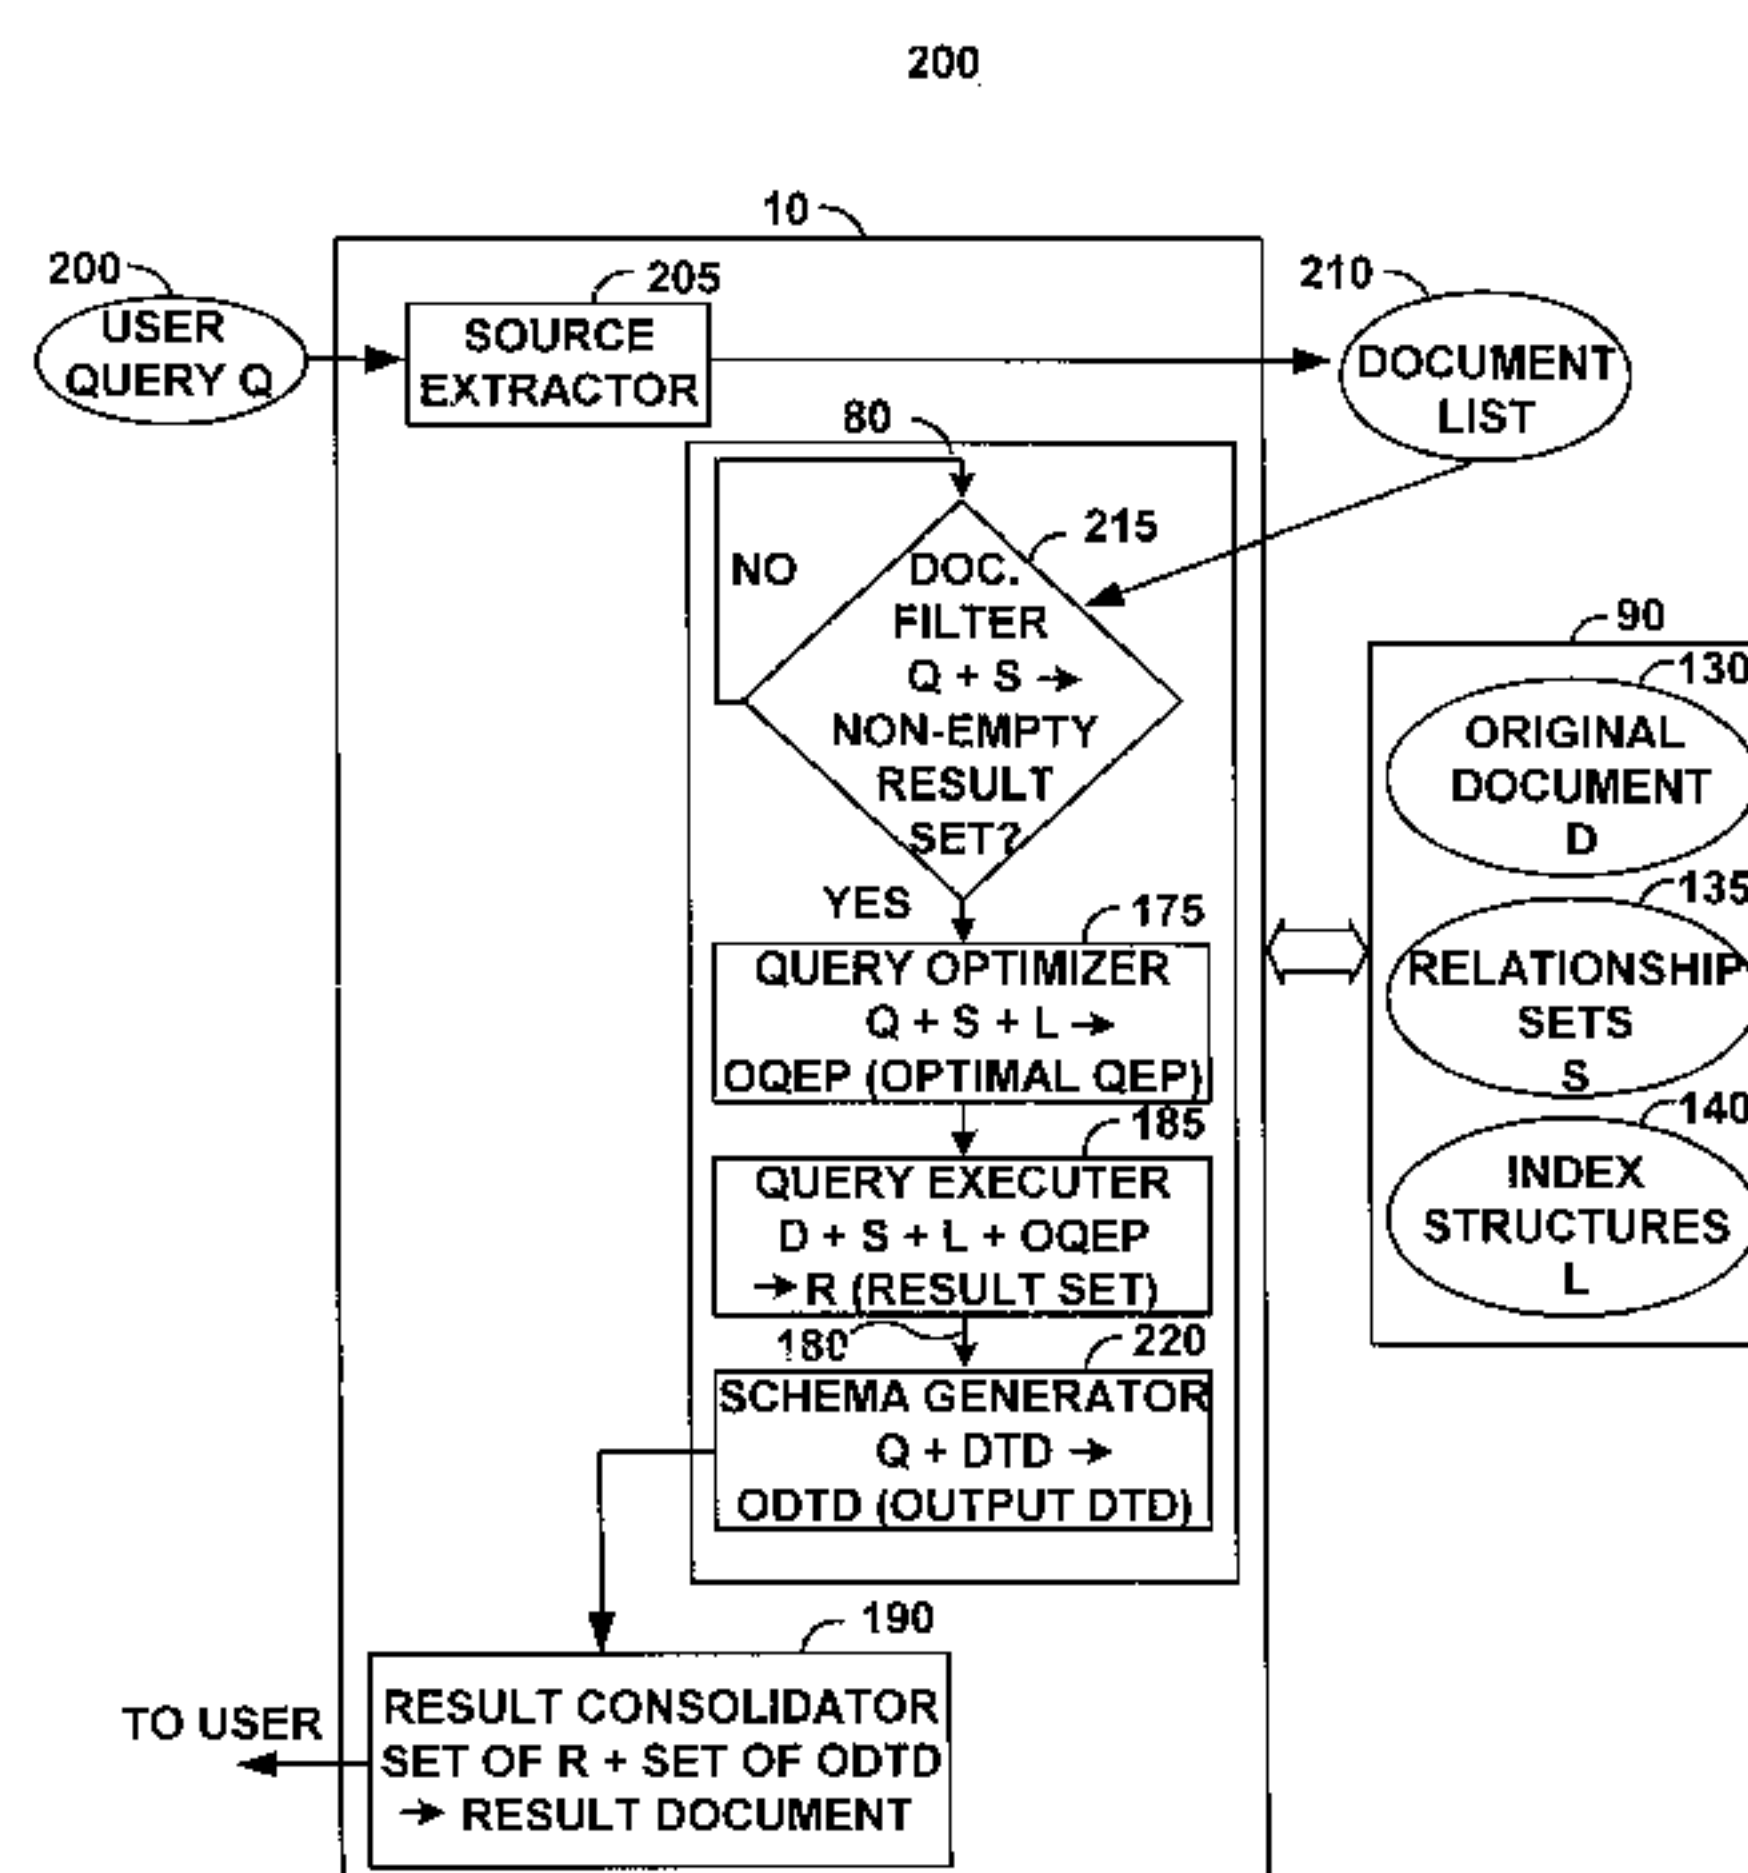 200
10
200
205
210
USER
QUERY Q
SOURCE
EXTRACTOR
DOCUMENT
LIST
80
215
NO
DOC.
FILTER
Q + S →
NON-EMPTY
RESULT
SET?
YES
90
130
ORIGINAL
DOCUMENT
D
135
RELATIONSHIP
SETS
S
140
INDEX
STRUCTURES
L
175
QUERY OPTIMIZER
Q + S + L →
OQEP (OPTIMAL QEP)
185
QUERY EXECUTER
D + S + L + OQEP
→ R (RESULT SET)
180
220
SCHEMA GENERATOR
Q + DTD →
ODTD (OUTPUT DTD)
190
RESULT CONSOLIDATOR
SET OF R + SET OF ODTD
→ RESULT DOCUMENT
TO USER